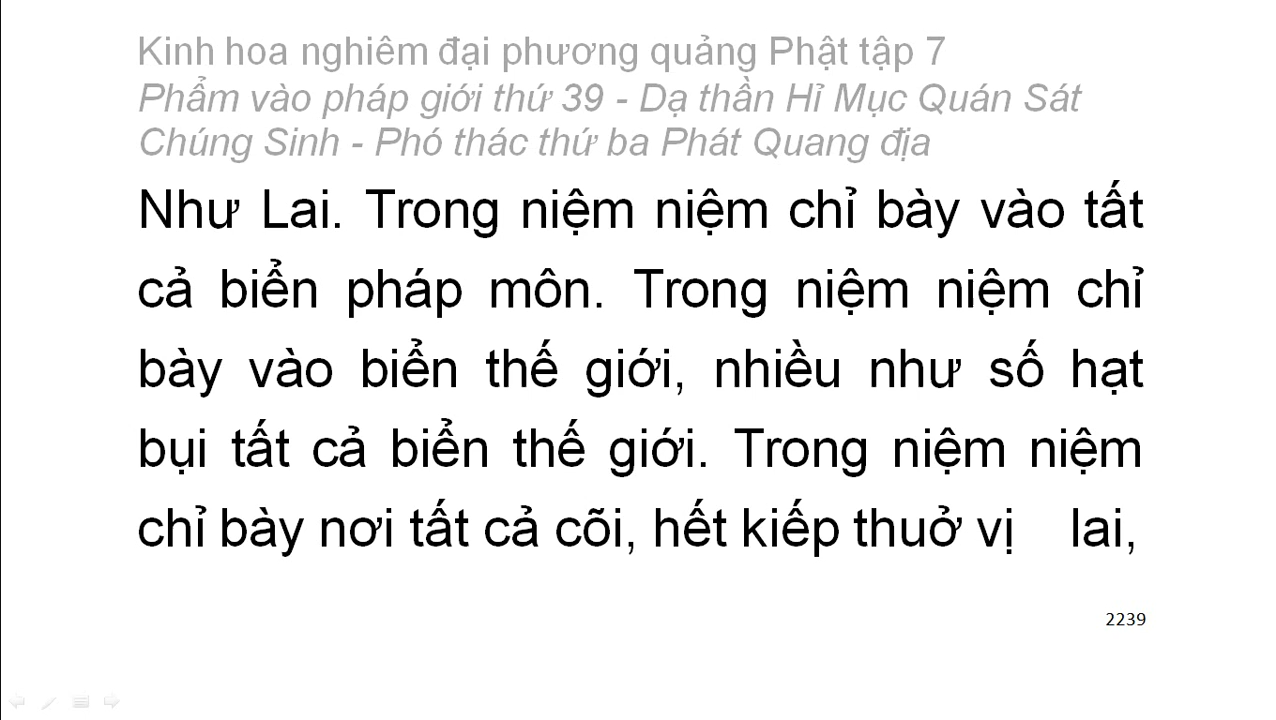 Kinh hoa nghiêm đại phương quảng Phật tập 7
Phẩm vào pháp giới thứ 39 - Dạ thần Hỉ Mục Quán Sát
Chúng Sinh - Phó thác thứ ba Phát Quang địa
Như Lai. Trong niệm niệm chỉ bày vào tất
cả biển pháp môn. Trong niệm niệm chỉ
bày vào biển thế giới, nhiều như số hạt
bụi tất cả biển thế giới. Trong niệm niệm
chỉ bày nơi tất cả cõi, hết kiếp thuở vị lai,
2239